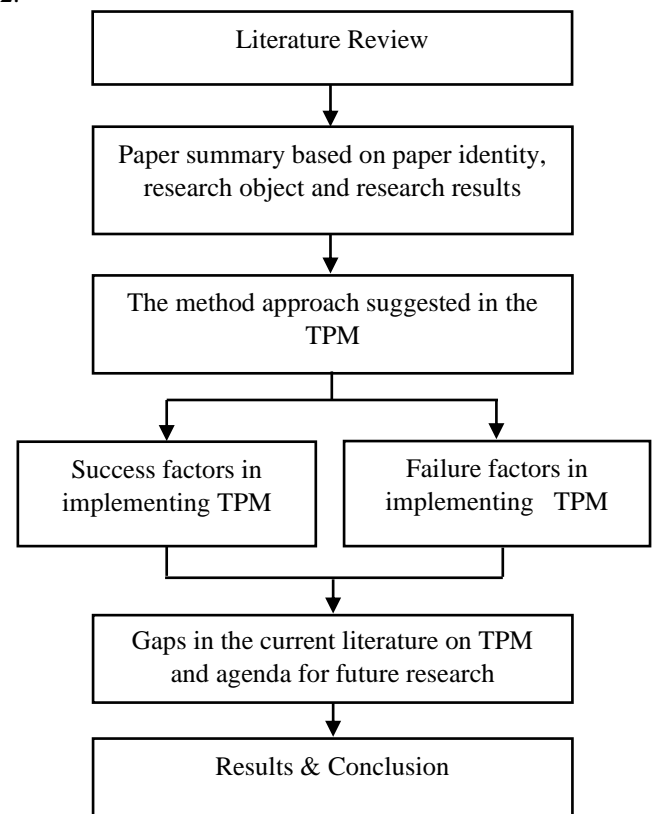 2.
Literature Review
Paper summary based on paper identity,
research object and research results
The method approach suggested in the
TPM
Success factors in
implementing TPM
Failure factors in
implementing TPM
Gaps in the current literature on TPM
and agenda for future research
Results & Conclusion